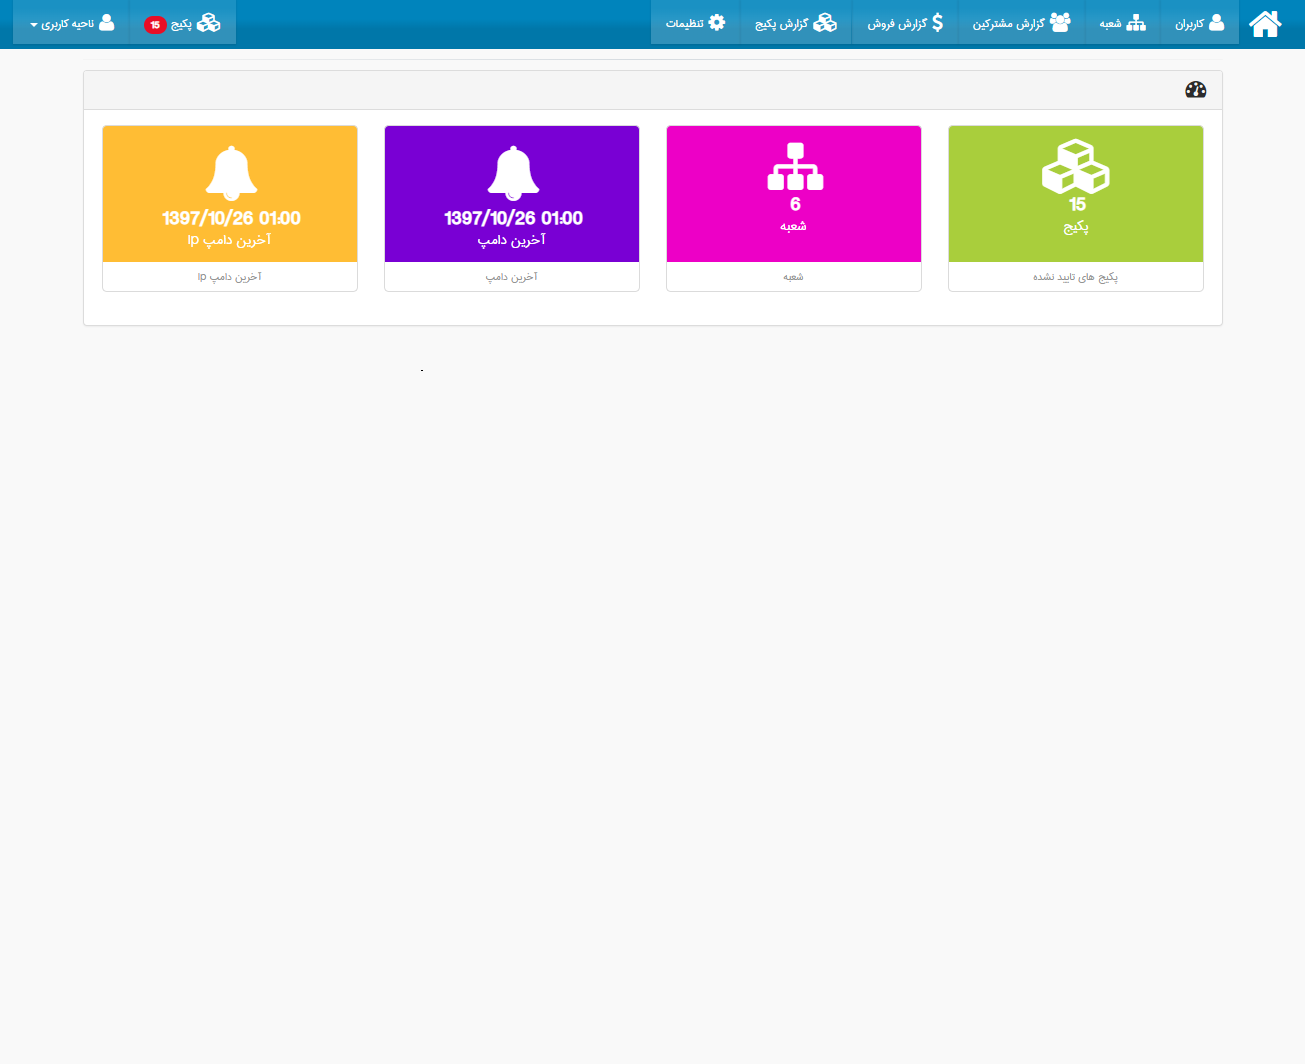 کاربران
شعبه
گزارش مشترکین
گزارش فروش
گزارش پکیج
تنظیمات
پکیج 15
ناحیه کاربری
15
پکیج
پکیج های تایید نشده
6
شعبه
شعبه
1397/10/26 01:00
آخرین دامپ
آخرین دامپ
1397/10/26 01:00
آخرین دامپ Ip
آخرین دامپ Ip